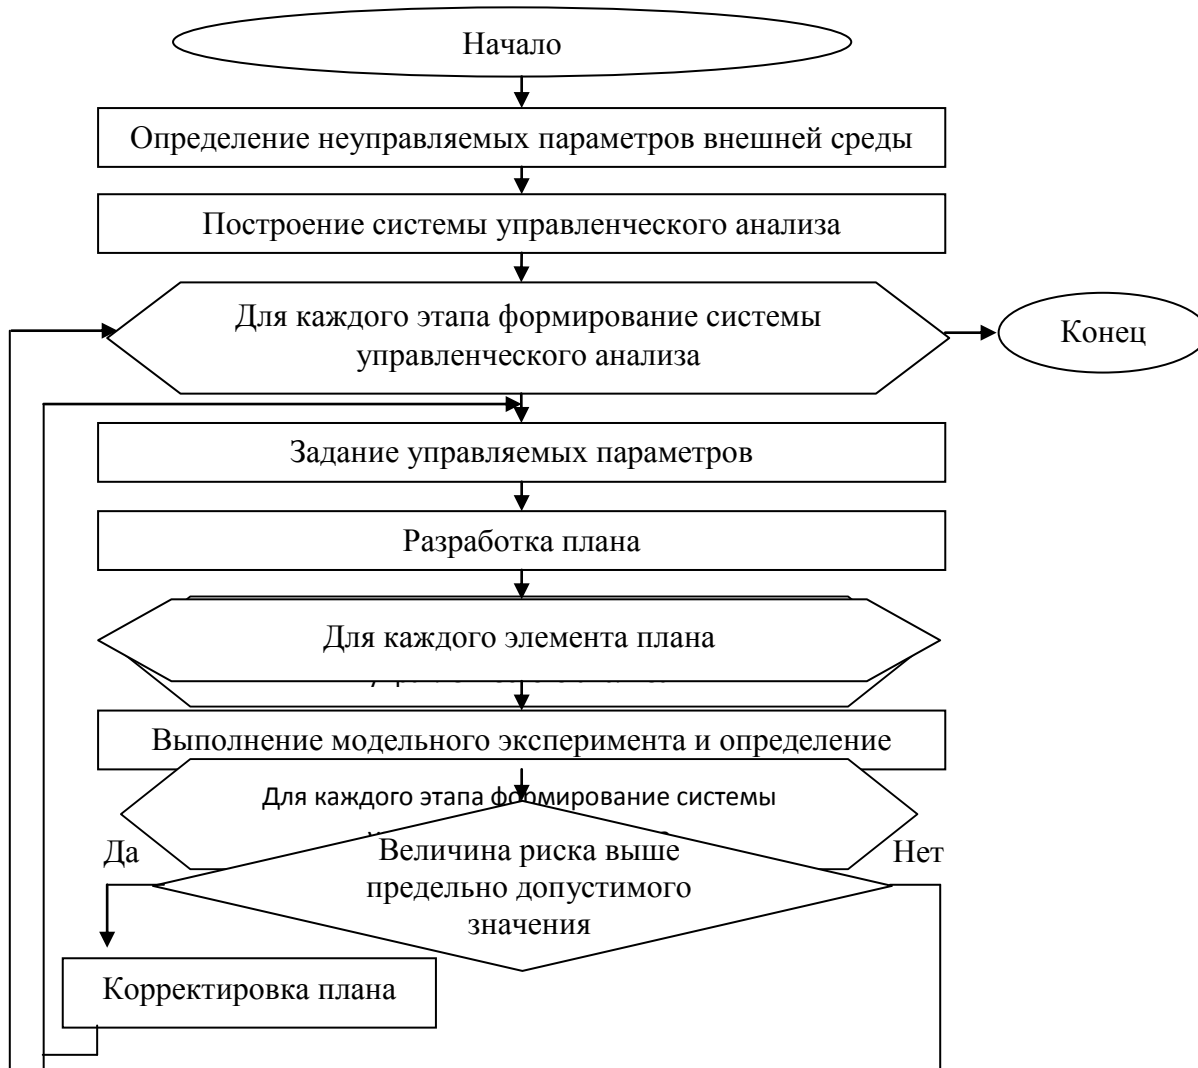 Начало
Определение неуправляемых параметров внешней среды
Построение системы управленческого анализа
Для каждого этапа формирование системы
управленческого анализа
Конец
Задание управляемых параметров
Разработка плана
Для каждого элемента плана
Выполнение модельного эксперимента и определение
Для каждого этапа формирование системы
Да
Величина риска выше
предельно допустимого
значения
Нет
Корректировка плана